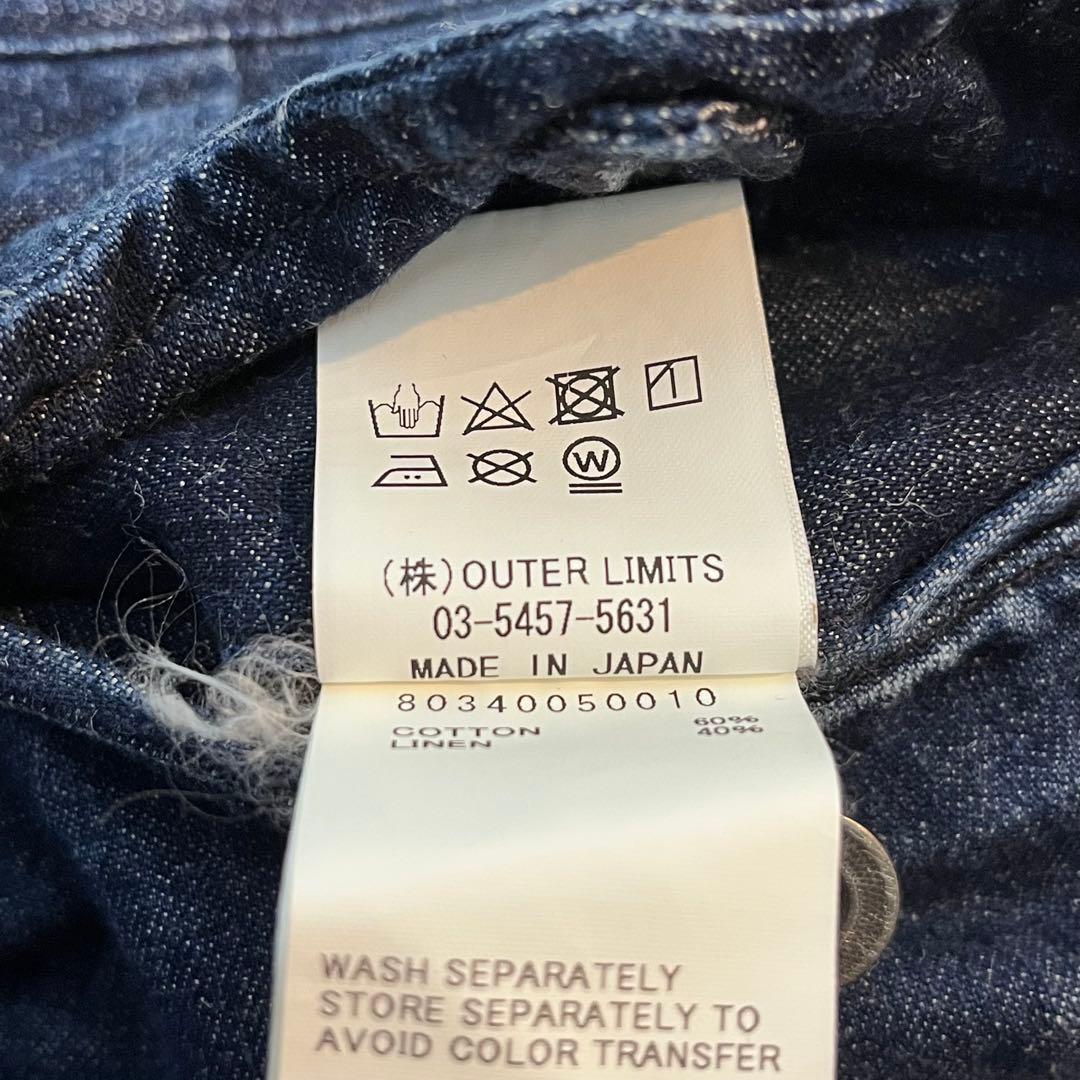 W
(株)OUTER LIMITS
03-5457-5631
MADE IN JAPAN
80340050010
COTTON 60%
LINEN 40%
WASH SEPARATELY
STORE SEPARATELY TO
AVOID COLOR TRANSFER